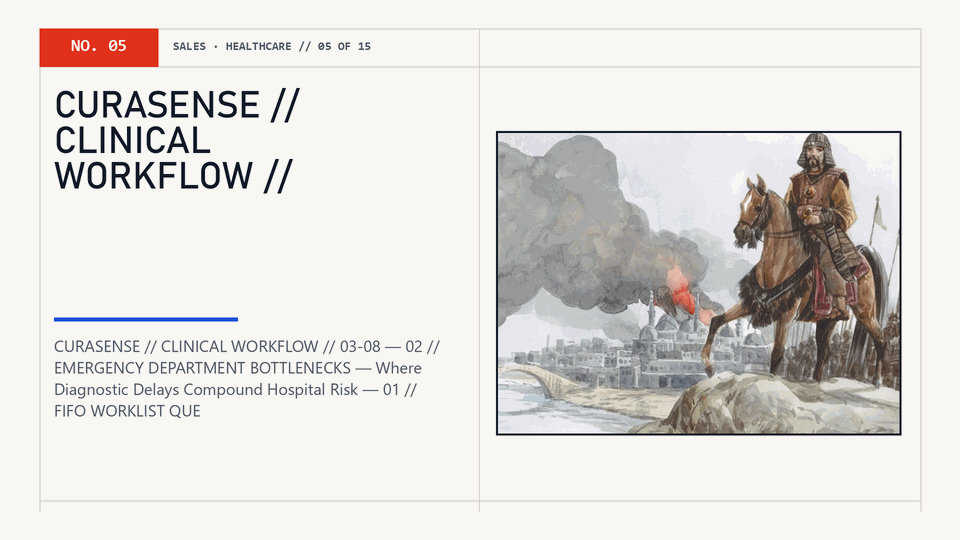 NO. 05
SALES · HEALTHCARE // 05 OF 15
CURASENSE //
CLINICAL
WORKFLOW //
CURASENSE // CLINICAL WORKFLOW // 03-08 — 02 //
EMERGENCY DEPARTMENT BOTTLENECKS — Where
Diagnostic Delays Compound Hospital Risk — 01 //
FIFO WORKLIST QUE